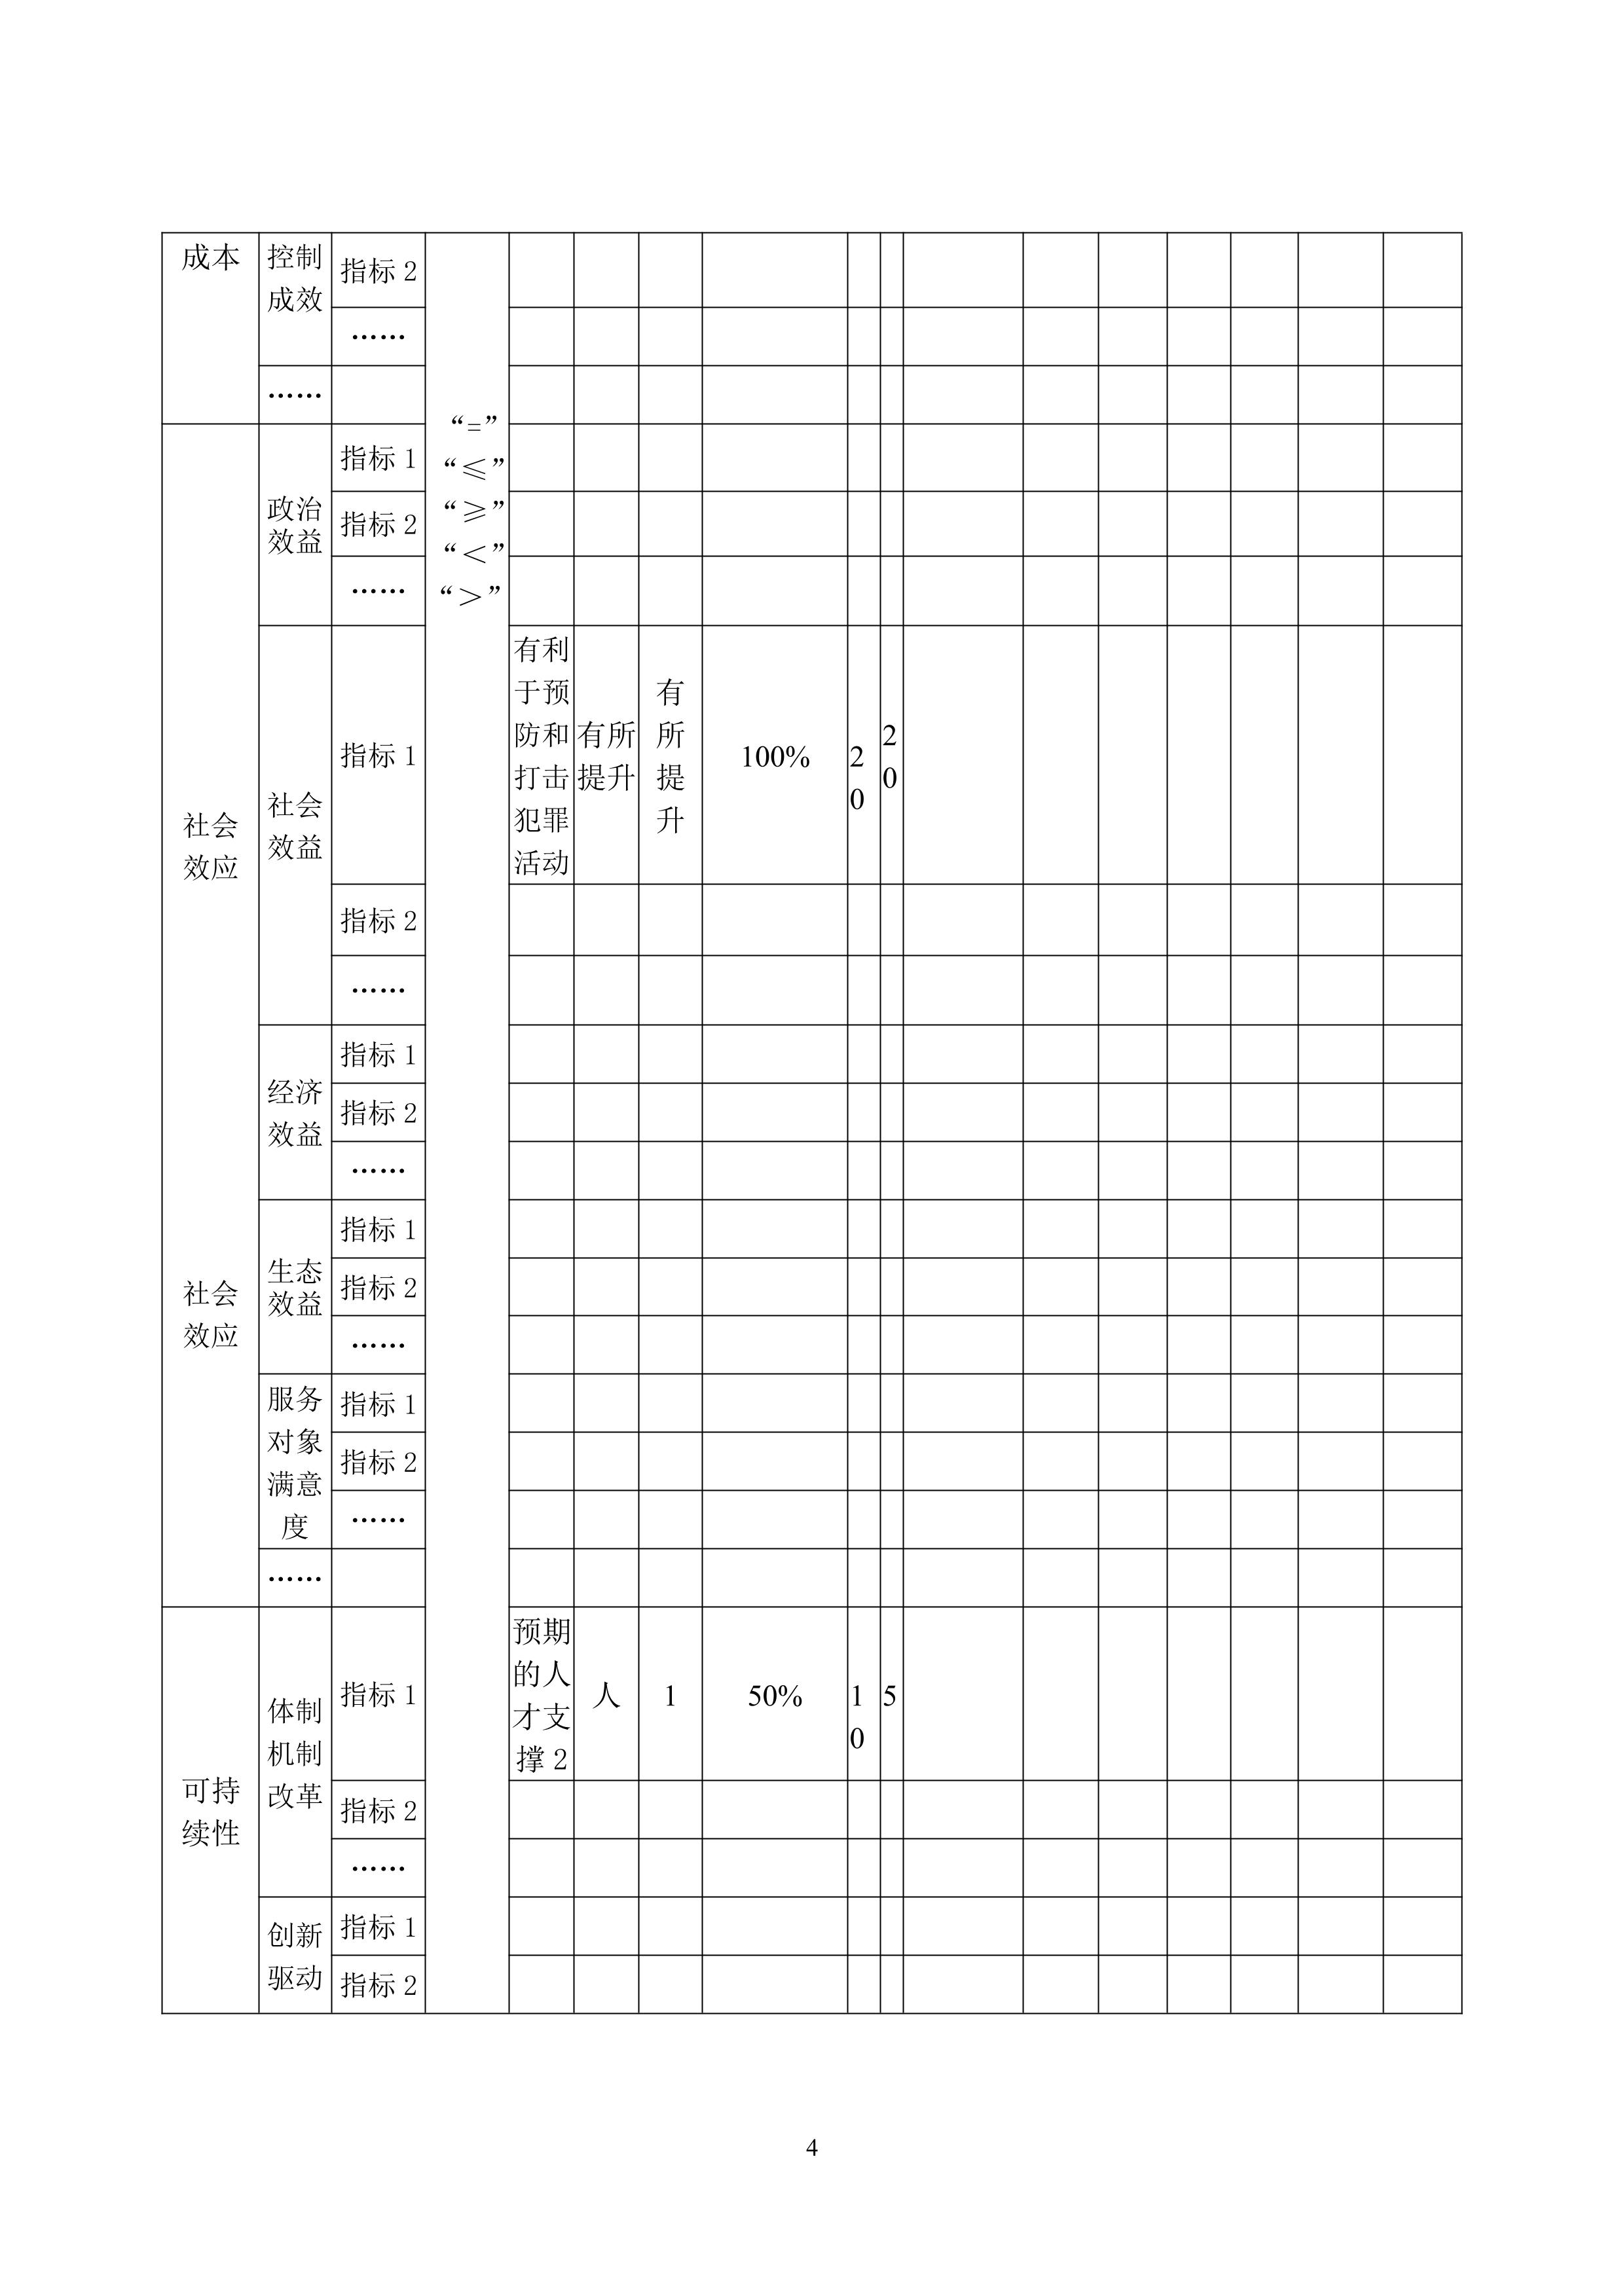 成本
控制
成效
指标 2
……
……
“=”
“≤”
“≥”
“<”
“>”
社会
效应
政治
效益
指标 1
指标 2
……
社会
效益
指标 1
有利
于预
防和
打击
犯罪
活动
有所
提升
有
所
提
升
100%
2
0
2
0
指标 2
……
经济
效益
指标 1
指标 2
……
社会
效应
生态
效益
指标 1
指标 2
……
服务
对象
满意
度
指标 1
指标 2
……
……
可持
续性
体制
机制
改革
指标 1
预期
的人
才支
撑 2
人
1
50%
1
0
5
指标 2
……
创新
驱动
指标 1
指标 2
4